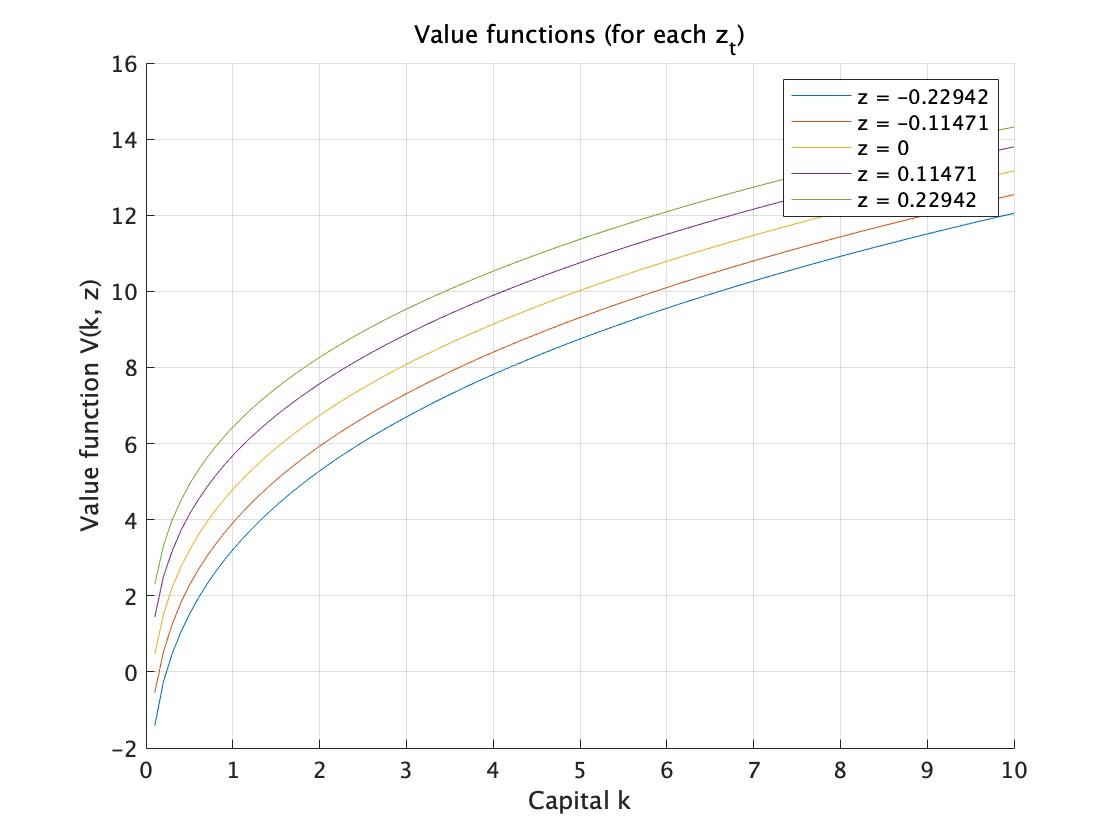 Value functions (for each z_t)
16
14
12
10
8
6
4
2
0
−2
Value function V(k, z)
z = −0.22942
z = −0.11471
z = 0
z = 0.11471
z = 0.22942
0 1 2 3 4 5 6 7 8 9 10
Capital k